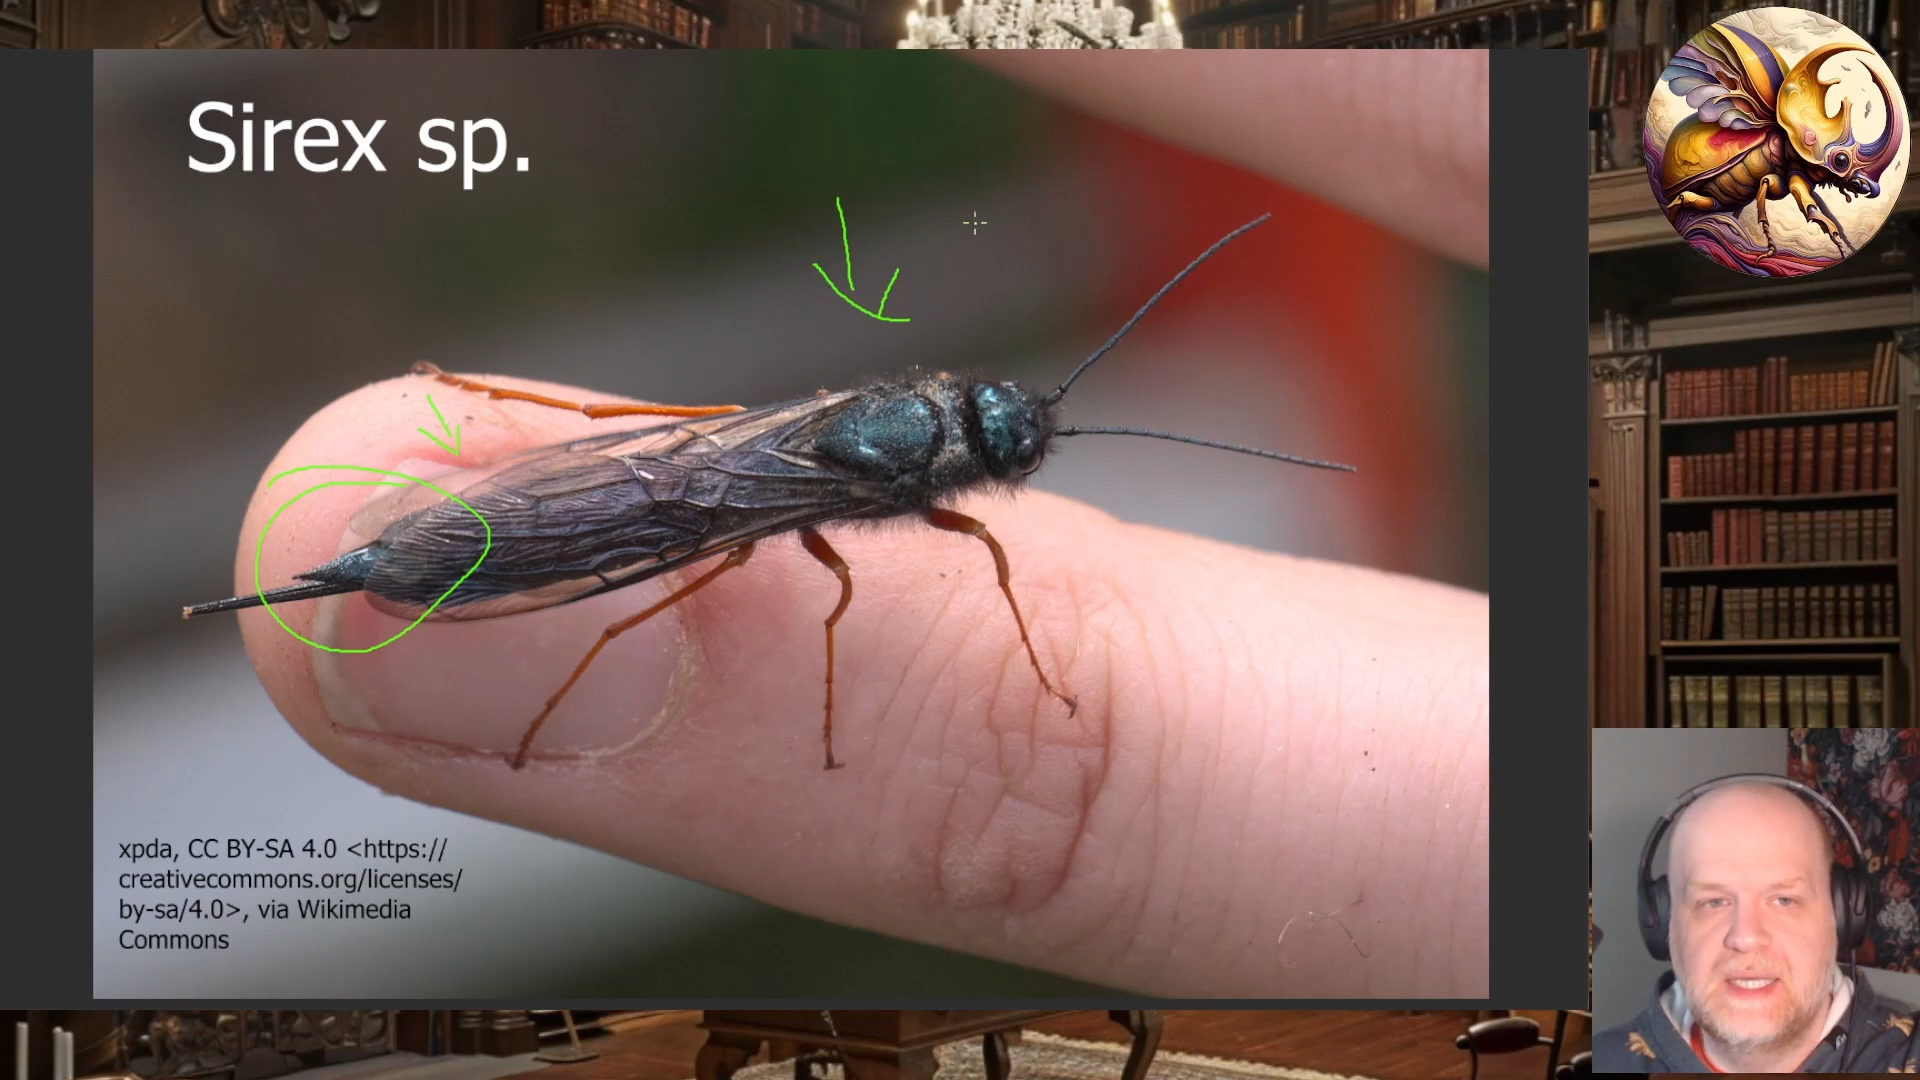 Sirex sp.
xpda, CC BY-SA 4.0 <https://
creativecommons.org/licenses/
by-sa/4.0>, via Wikimedia
Commons